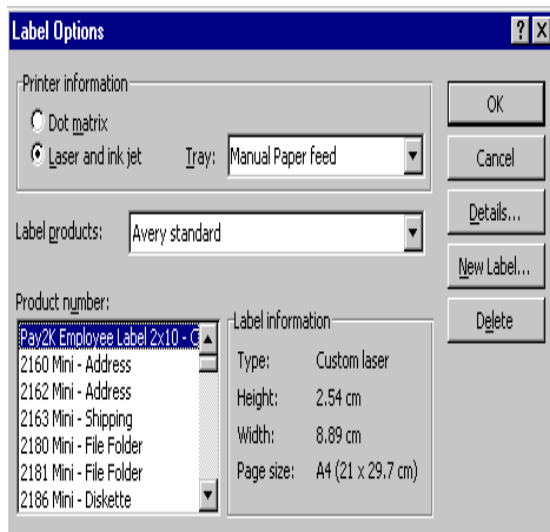 Label Options
Printer information
Dot matrix
Laser and ink jet Tray: Manual Paper feed
Label products: Avery standard
OK
Cancel
Details...
New Label...
Delete
Product number:
Pay2K Employee Label 2x10 - C
2160 Mini - Address
2162 Mini - Address
2163 Mini - Shipping
2180 Mini - File Folder
2181 Mini - File Folder
2186 Mini - Diskette
Label information
Type: Custom laser
Height: 2.54 cm
Width: 8.89 cm
Page size: A4 (21 x 29.7 cm)